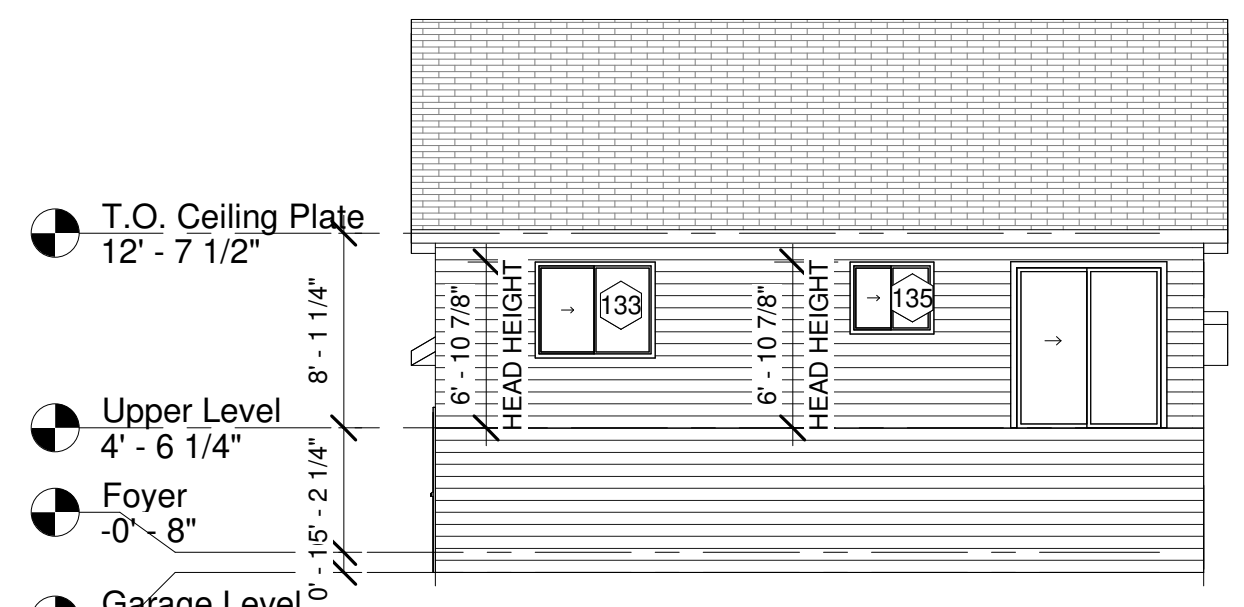 T.O. Ceiling Plate
12' - 7 1/2"
8' - 1 1/4"
6' - 10 7/8"
HEAD HEIGHT
133
6' - 10 7/8"
HEAD HEIGHT
135
Upper Level
4' - 6 1/4"
5' - 2 1/4"
Foyer
-0' - 8"
Garage Level